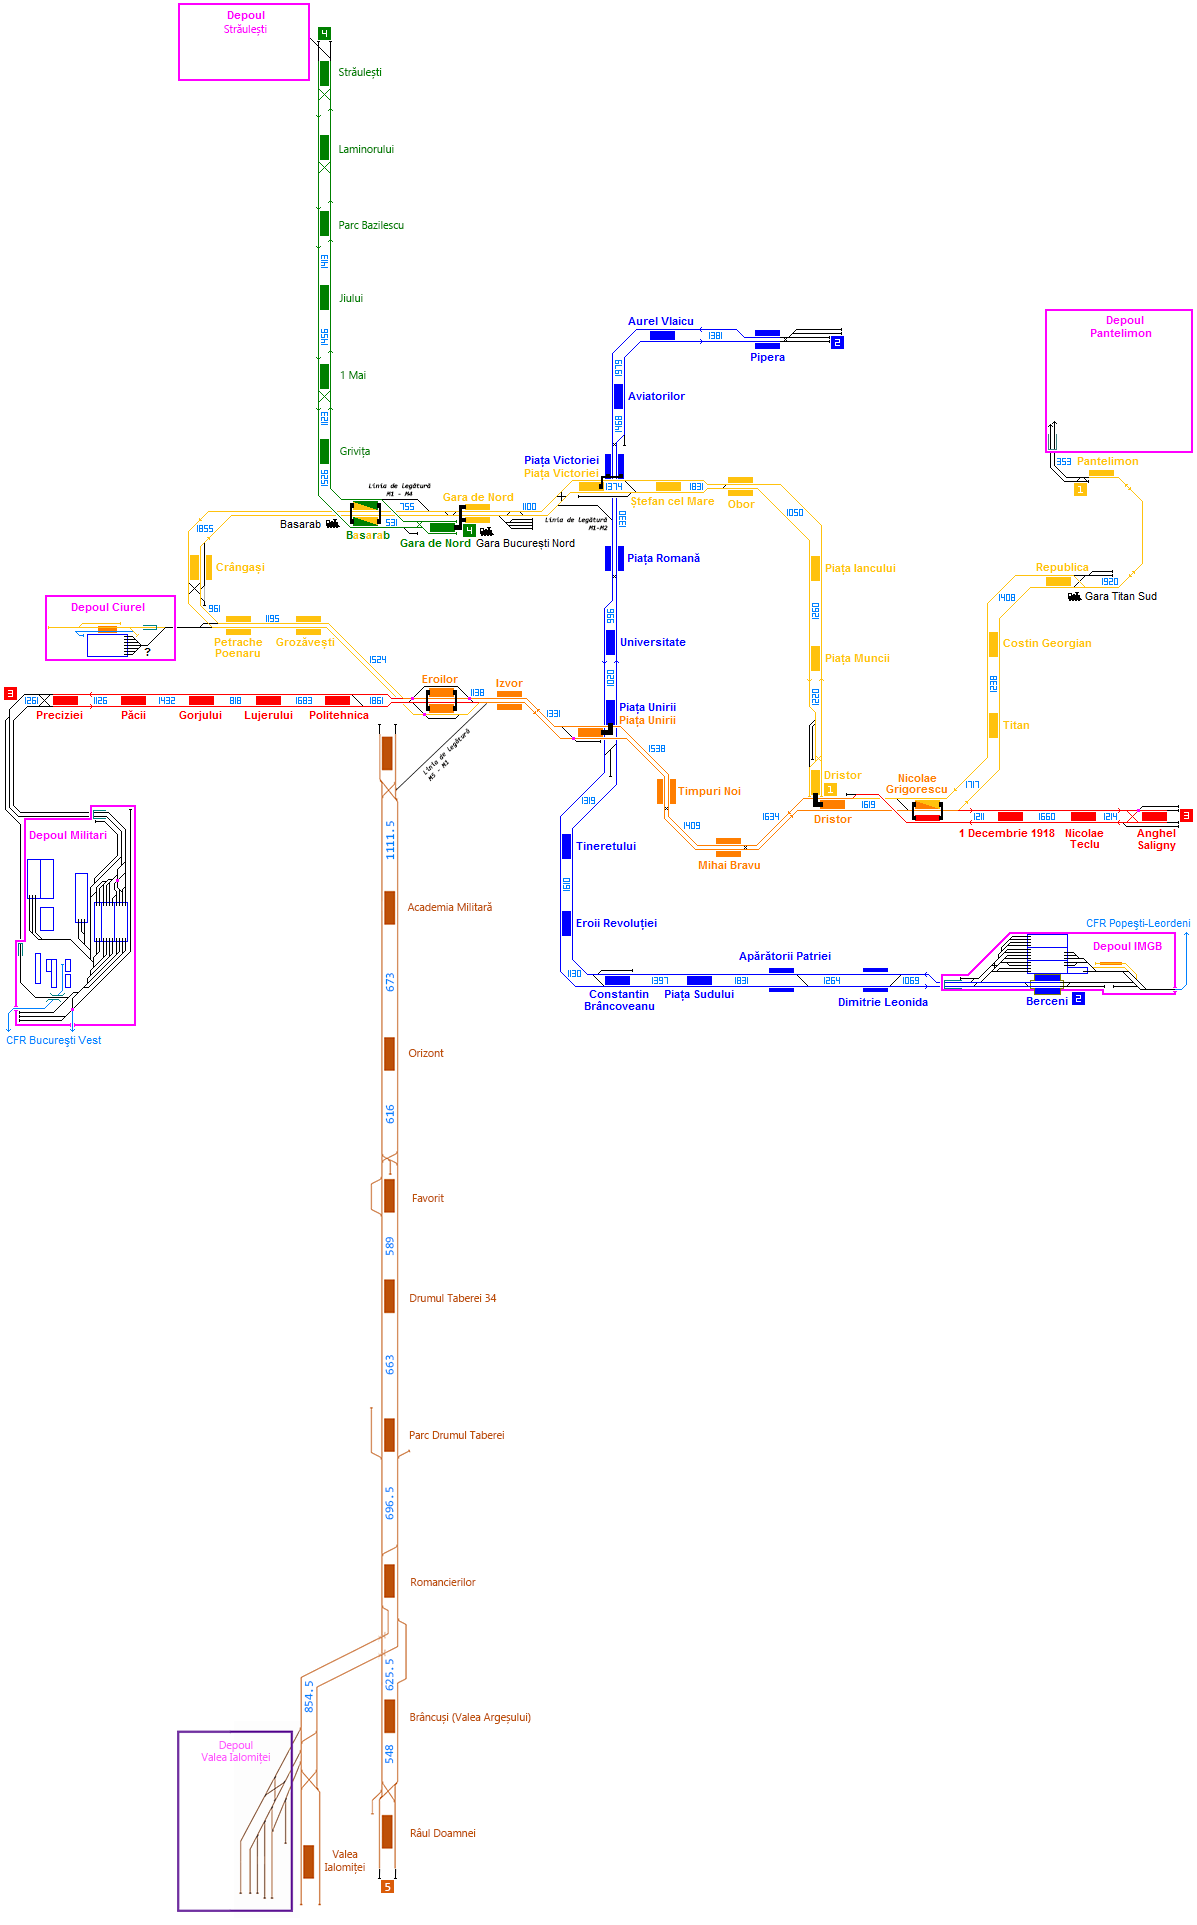 Depoul
Străulești
4
Străulești
Laminorului
Parc Bazilescu
1413
Jiului
1455
1 Mai
1123
Grivița
1525
Linia de legătură
M1 - M4
755
531
Basarab
Basarab
Gara de Nord
Gara de Nord
4
Gara București Nord
1100
Linia de legătură
M1-M2
Aurel Vlaicu
1381
Pipera
2
1679
Aviatorilor
1468
Piața Victoriei
Piața Victoriei
1374
Ștefan cel Mare
1831
Obor
1050
1330
Piața Romană
Piața Iancului
1260
Piața Muncii
1220
966
Universitate
1020
Piața Unirii
Piața Unirii
Depoul
Pantelimon
353
Pantelimon
1
Republica
1920
Gara Titan Sud
1408
Costin Georgian
1238
Titan
1717
1855
Crângași
961
Depoul Ciurel
?
Petrache
Poenaru
1195
Grozăvești
1524
3
1261
Preciziei
1126
Păcii
1432
Gorjului
818
Lujerului
1683
Politehnica
1861
Eroilor
1138
Izvor
1331
Linia de legătură
M5 - M1
1538
Timpuri Noi
1409
Mihai Bravu
1634
Dristor
1
Dristor
1619
Nicolae
Grigorescu
1211
1 Decembrie 1918
1660
Nicolae
Teclu
1214
Anghel
Saligny
3
1319
Tineretului
1610
Eroii Revoluției
1130
Constantin
Brâncoveanu
1397
Piața Sudului
1831
Apărătorii Patriei
1264
Dimitrie Leonida
1069
Berceni
2
Depoul IMGB
CFR Popești-Leordeni
Depoul Militari
CFR București Vest
1111.5
Academia Militară
673
Orizont
616
Favorit
589
Drumul Taberei 34
663
Parc Drumul Taberei
696.5
Romancierilor
625.5
854.5
Brâncuși (Valea Argeșului)
548
Depoul
Valea Ialomiței
Râul Doamnei
Valea
Ialomiței
5